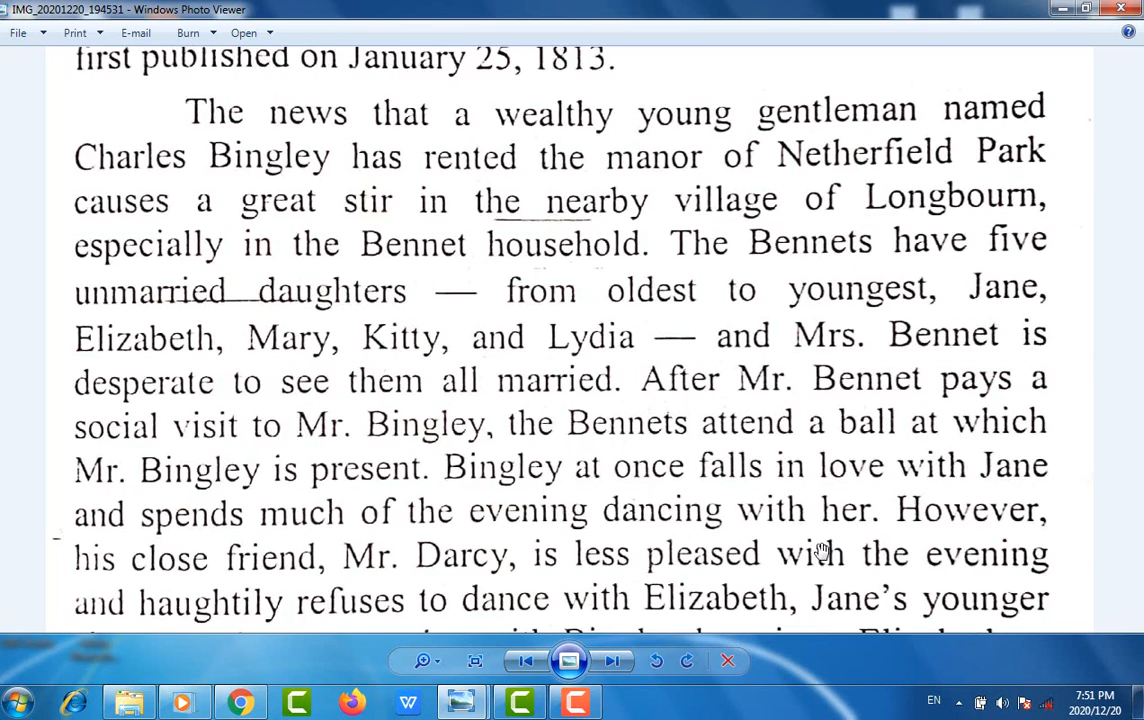 IMG_20201220_194531 - Windows Photo Viewer
File Print E-mail Burn Open
first published on January 25, 1813.
The news that a wealthy young gentleman named
Charles Bingley has rented the manor of Netherfield Park
causes a great stir in the nearby village of Longbourn,
especially in the Bennet household. The Bennets have five
unmarried daughters — from oldest to youngest, Jane,
Elizabeth, Mary, Kitty, and Lydia — and Mrs. Bennet is
desperate to see them all married. After Mr. Bennet pays a
social visit to Mr. Bingley, the Bennets attend a ball at which
Mr. Bingley is present. Bingley at once falls in love with Jane
and spends much of the evening dancing with her. However,
his close friend, Mr. Darcy, is less pleased with the evening
and haughtily refuses to dance with Elizabeth, Jane's younger
EN
7:51 PM
2020/12/20